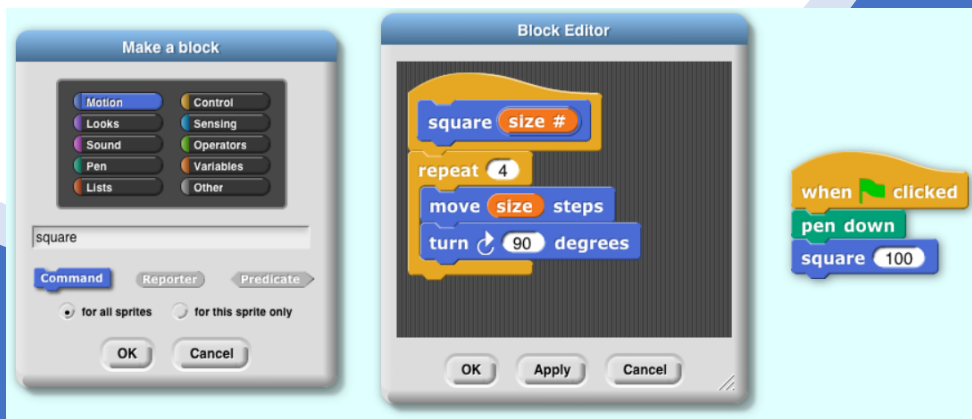 Make a block
Motion
Control
Looks
Sensing
Sound
Operators
Pen
Variables
Lists
Other
square
Command
Reporter
Predicate
for all sprites
for this sprite only
OK
Cancel
Block Editor
square size #
repeat 4
move size steps
turn 90 degrees
OK
Apply
Cancel
when clicked
pen down
square 100